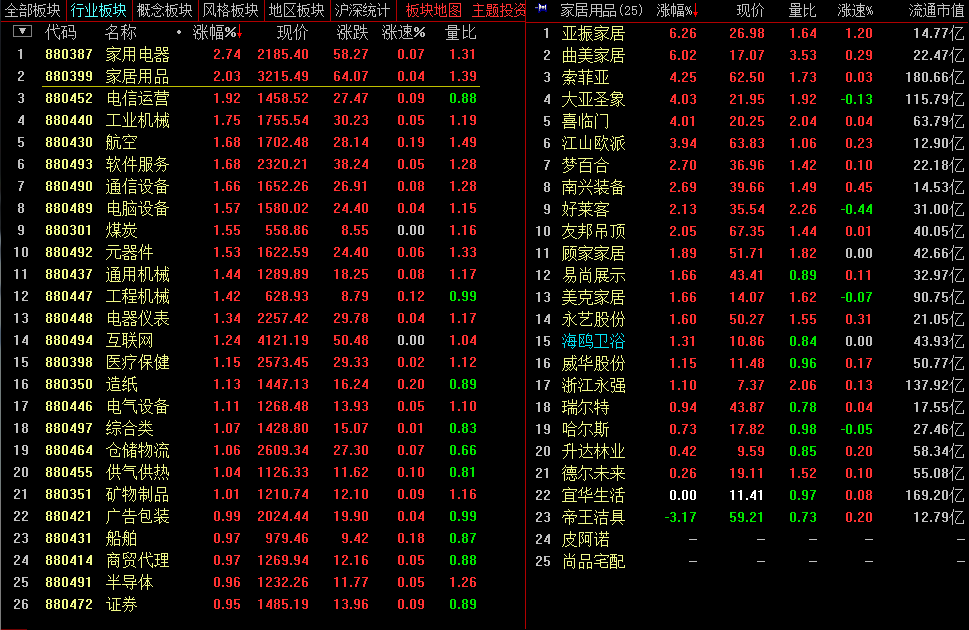 全部板块 行业板块 概念板块 风格板块 地区板块 沪深统计 板块地图 主题投资
▼ 代码 名称 • 涨幅%↓ 现价 涨跌 涨速% 量比
1 880387 家用电器 2.74 2185.40 58.27 0.07 1.31
2 880399 家居用品 2.03 3215.49 64.07 0.04 1.39
3 880452 电信运营 1.92 1458.52 27.47 0.09 0.88
4 880440 工业机械 1.75 1755.54 30.23 0.05 1.19
5 880430 航空 1.68 1702.48 28.14 0.19 1.49
6 880493 软件服务 1.68 2320.21 38.24 0.05 1.28
7 880490 通信设备 1.66 1652.26 26.91 0.08 1.28
8 880489 电脑设备 1.57 1580.02 24.40 0.04 1.15
9 880301 煤炭 1.55 558.86 8.55 0.00 1.16
10 880492 元器件 1.53 1622.59 24.40 0.06 1.33
11 880437 通用机械 1.44 1289.89 18.25 0.08 1.17
12 880447 工程机械 1.42 628.93 8.79 0.12 0.99
13 880448 电器仪表 1.34 2257.42 29.78 0.04 1.17
14 880494 互联网 1.24 4121.19 50.48 0.00 1.04
15 880398 医疗保健 1.15 2573.45 29.33 0.02 1.12
16 880350 造纸 1.13 1447.13 16.24 0.20 0.89
17 880446 电气设备 1.11 1268.48 13.93 0.05 1.10
18 880497 综合类 1.07 1428.80 15.07 0.01 0.83
19 880464 仓储物流 1.06 2609.34 27.30 0.07 0.66
20 880455 供气供热 1.04 1126.33 11.62 0.10 0.81
21 880351 矿物制品 1.01 1210.74 12.10 0.09 1.16
22 880421 广告包装 0.99 2024.44 19.90 0.04 0.99
23 880431 船舶 0.97 979.46 9.42 0.18 0.87
24 880414 商贸代理 0.97 1269.94 12.16 0.05 0.88
25 880491 半导体 0.96 1232.26 11.77 0.05 1.26
26 880472 证券 0.95 1485.19 13.96 0.09 0.89
家居用品(25) 涨幅%↓ 现价 量比 涨速% 流通市值
1 亚振家居 6.26 26.98 1.64 1.20 14.77亿
2 曲美家居 6.02 17.07 3.53 0.29 22.47亿
3 索菲亚 4.25 62.50 1.73 0.03 180.66亿
4 大亚圣象 4.03 21.95 1.92 -0.13 115.79亿
5 喜临门 4.01 20.25 2.04 0.04 63.79亿
6 江山欧派 3.94 63.83 1.06 0.23 12.90亿
7 梦百合 2.70 36.96 1.42 0.10 22.18亿
8 南兴装备 2.69 39.66 1.49 0.45 14.53亿
9 好莱客 2.13 35.54 2.26 -0.44 31.00亿
10 友邦吊顶 2.05 67.35 1.44 0.01 40.05亿
11 顾家家居 1.89 51.71 1.82 0.00 42.66亿
12 易尚展示 1.66 43.41 0.89 0.11 32.97亿
13 美克家居 1.66 14.07 1.62 -0.07 90.75亿
14 永艺股份 1.60 50.27 1.55 0.31 21.05亿
15 海鸥卫浴 1.31 10.86 0.84 0.00 43.93亿
16 威华股份 1.15 11.48 0.96 0.17 50.77亿
17 浙江永强 1.10 7.37 2.06 0.13 137.92亿
18 瑞尔特 0.94 43.87 0.78 0.04 17.55亿
19 哈尔斯 0.73 17.82 0.98 -0.05 27.46亿
20 升达林业 0.42 9.59 0.85 0.20 58.34亿
21 德尔未来 0.26 19.11 1.52 0.10 55.08亿
22 宜华生活 0.00 11.41 0.97 0.08 169.20亿
23 帝王洁具 -3.17 59.21 0.73 0.20 12.79亿
24 皮阿诺 — — — — —
25 尚品宅配 — — — — —